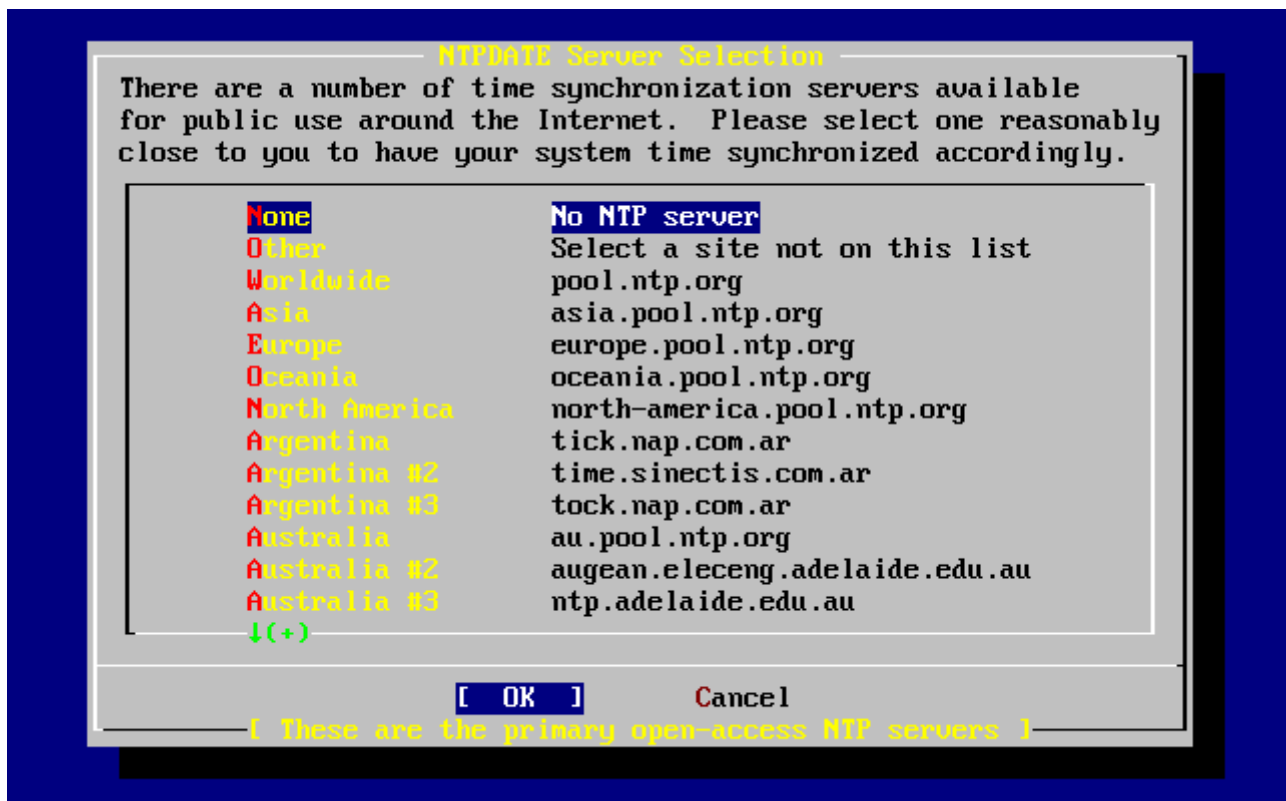 NTPDATE Server Selection
There are a number of time synchronization servers available
for public use around the Internet.  Please select one reasonably
close to you to have your system time synchronized accordingly.
None No NTP server
Other Select a site not on this list
Worldwide pool.ntp.org
Asia asia.pool.ntp.org
Europe europe.pool.ntp.org
Oceania oceania.pool.ntp.org
North America north-america.pool.ntp.org
Argentina tick.nap.com.ar
Argentina #2 time.sinectis.com.ar
Argentina #3 tock.nap.com.ar
Australia au.pool.ntp.org
Australia #2 augean.eleceng.adelaide.edu.au
Australia #3 ntp.adelaide.edu.au
↓(+)
[  OK  ] Cancel
[ These are the primary open-access NTP servers ]